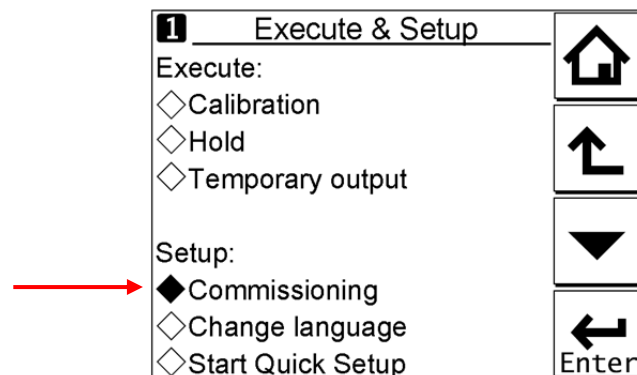 1 Execute & Setup
Execute:
Calibration
Hold
Temporary output
Setup:
Commissioning
Change language
Start Quick Setup
Enter